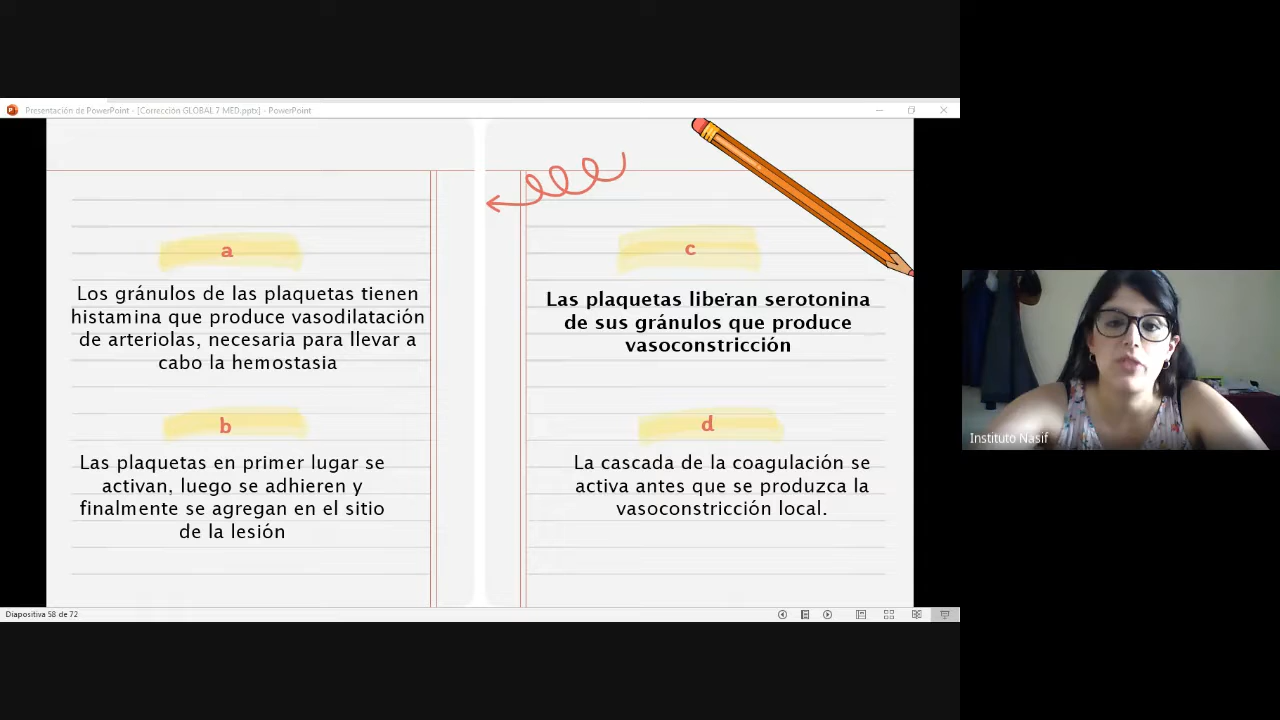 Presentación de PowerPoint - [Corrección GLOBAL 7 MED.pptx] - PowerPoint
a
Los gránulos de las plaquetas tienen
histamina que produce vasodilatación
de arteriolas, necesaria para llevar a
cabo la hemostasia
b
Las plaquetas en primer lugar se
activan, luego se adhieren y
finalmente se agregan en el sitio
de la lesión
c
Las plaquetas liberan serotonina
de sus gránulos que produce
vasoconstricción
d
La cascada de la coagulación se
activa antes que se produzca la
vasoconstricción local.
Instituto Nasif
Diapositiva 58 de 72